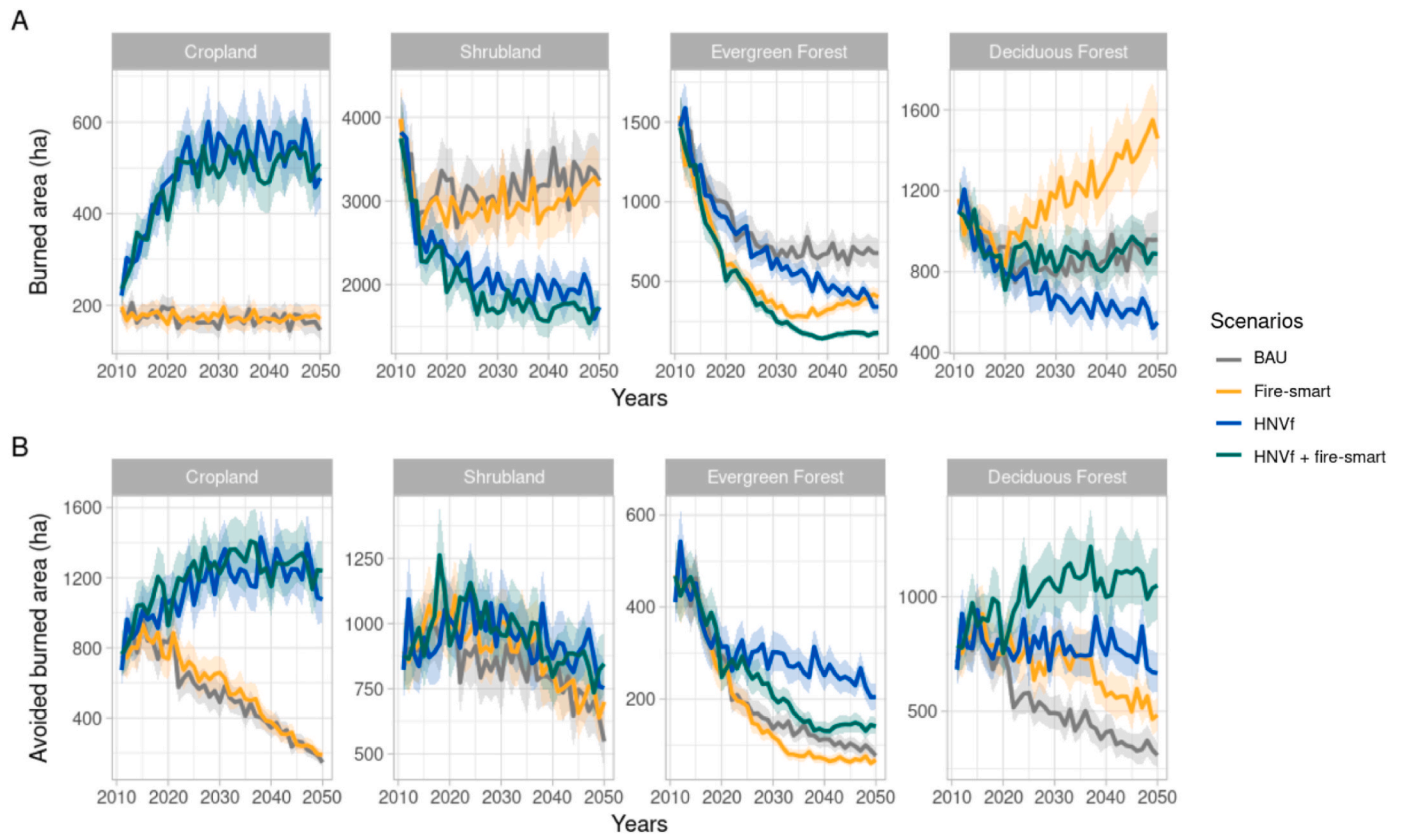 A
Cropland
Shrubland
Evergreen Forest
Deciduous Forest
Burned area (ha)
600
400
200
4000
3000
2000
1500
1000
500
1600
1200
800
400
2010 2020 2030 2040 2050
2010 2020 2030 2040 2050
2010 2020 2030 2040 2050
2010 2020 2030 2040 2050
Years
Scenarios
BAU
Fire-smart
HNVf
HNVf + fire-smart
B
Cropland
Shrubland
Evergreen Forest
Deciduous Forest
Avoided burned area (ha)
1600
1200
800
400
1250
1000
750
500
600
400
200
1000
500
2010 2020 2030 2040 2050
2010 2020 2030 2040 2050
2010 2020 2030 2040 2050
2010 2020 2030 2040 2050
Years